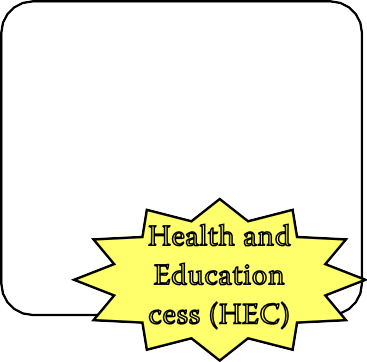 Health and
Education
cess (HEC)